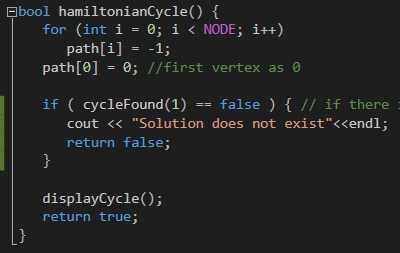 bool hamiltonianCycle() {
for (int i = 0; i < NODE; i++)
path[i] = -1;
path[0] = 0; //first vertex as 0
if ( cycleFound(1) == false ) { // if there
cout << "Solution does not exist"<<endl;
return false;
}
displayCycle();
return true;
}